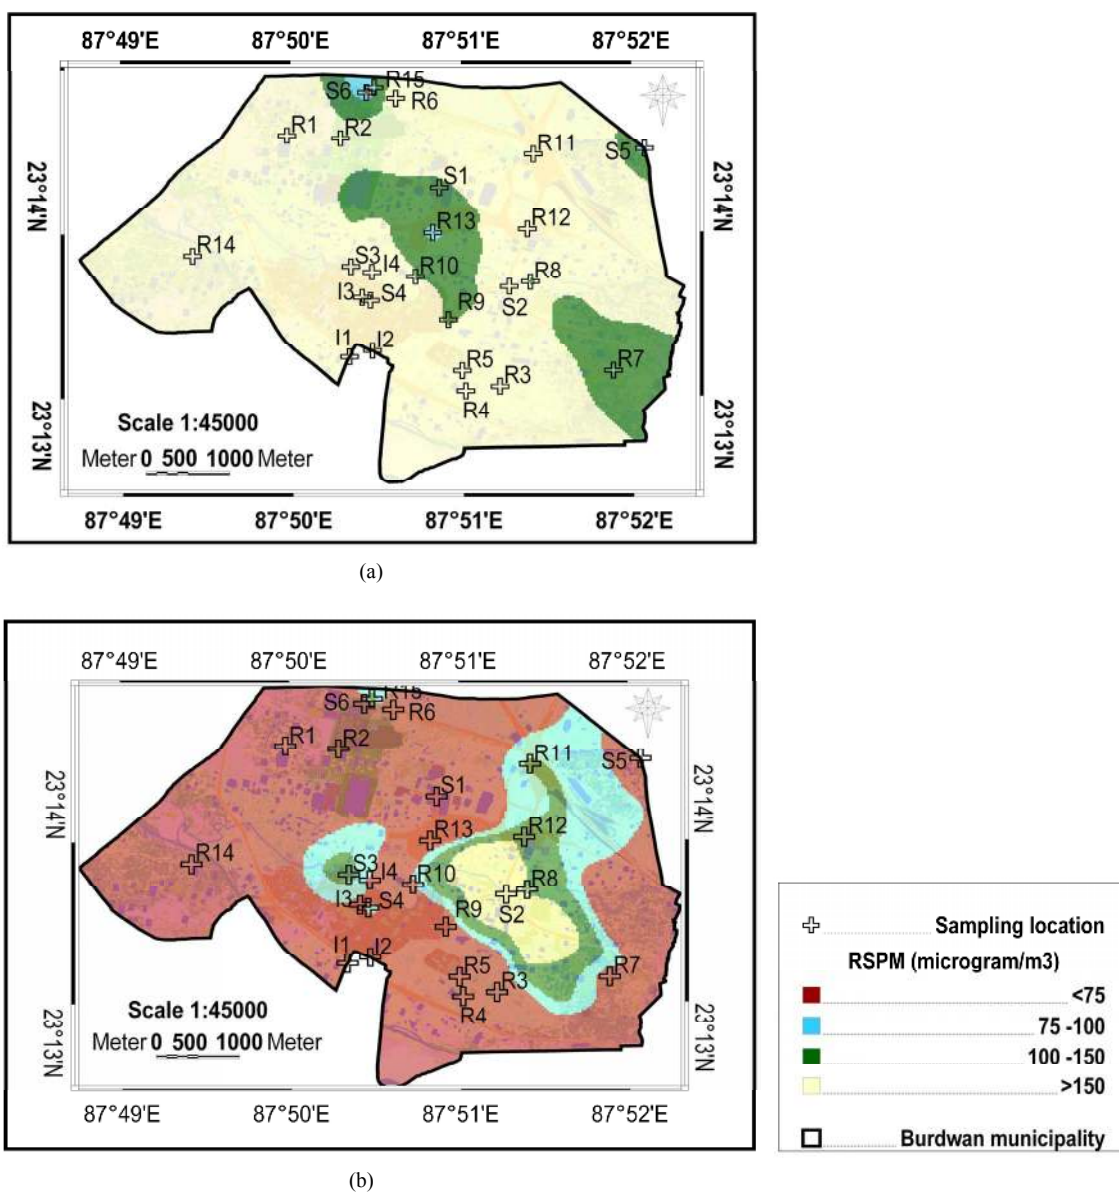 87°49'E 87°50'E 87°51'E 87°52'E
R15
S6
R6
R1 R2
R11
S5
23°14'N
23°14'N
S1
R13 R12
R14
S3
I4
R10
R8
I3 S4
S2
R9
I1 I2
R5
R3
R7
R4
23°13'N
23°13'N
Scale 1:45000
Meter 0 500 1000 Meter
87°49'E 87°50'E 87°51'E 87°52'E
(a)
87°49'E 87°50'E 87°51'E 87°52'E
R15
S6
R6
R1 R2
R11
S5
23°14'N
23°14'N
S1
R13 R12
R14
S3
I4
R10
R8
I3 S4
S2
R9
I1 I2
R5
R3
R7
R4
23°13'N
23°13'N
Scale 1:45000
Meter 0 500 1000 Meter
87°49'E 87°50'E 87°51'E 87°52'E
(b)
Sampling location
RSPM (microgram/m3)
<75
75 -100
100 -150
>150
Burdwan municipality